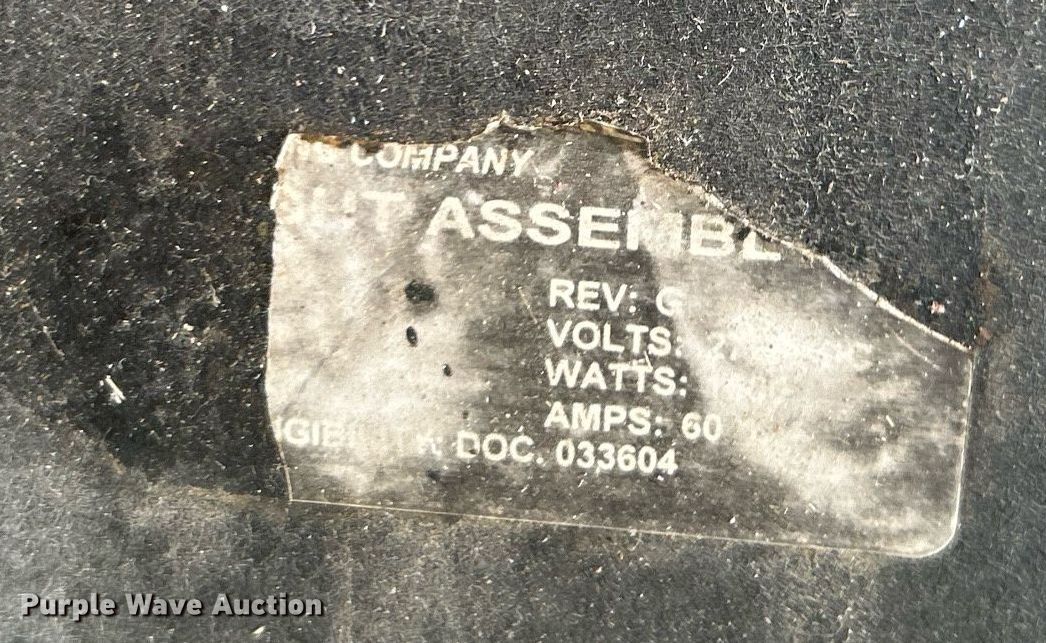 COMPANY
ASSEMBL
REV: G
VOLTS:
WATTS:
AMPS: 60
DOC. 033604
Purple Wave Auction